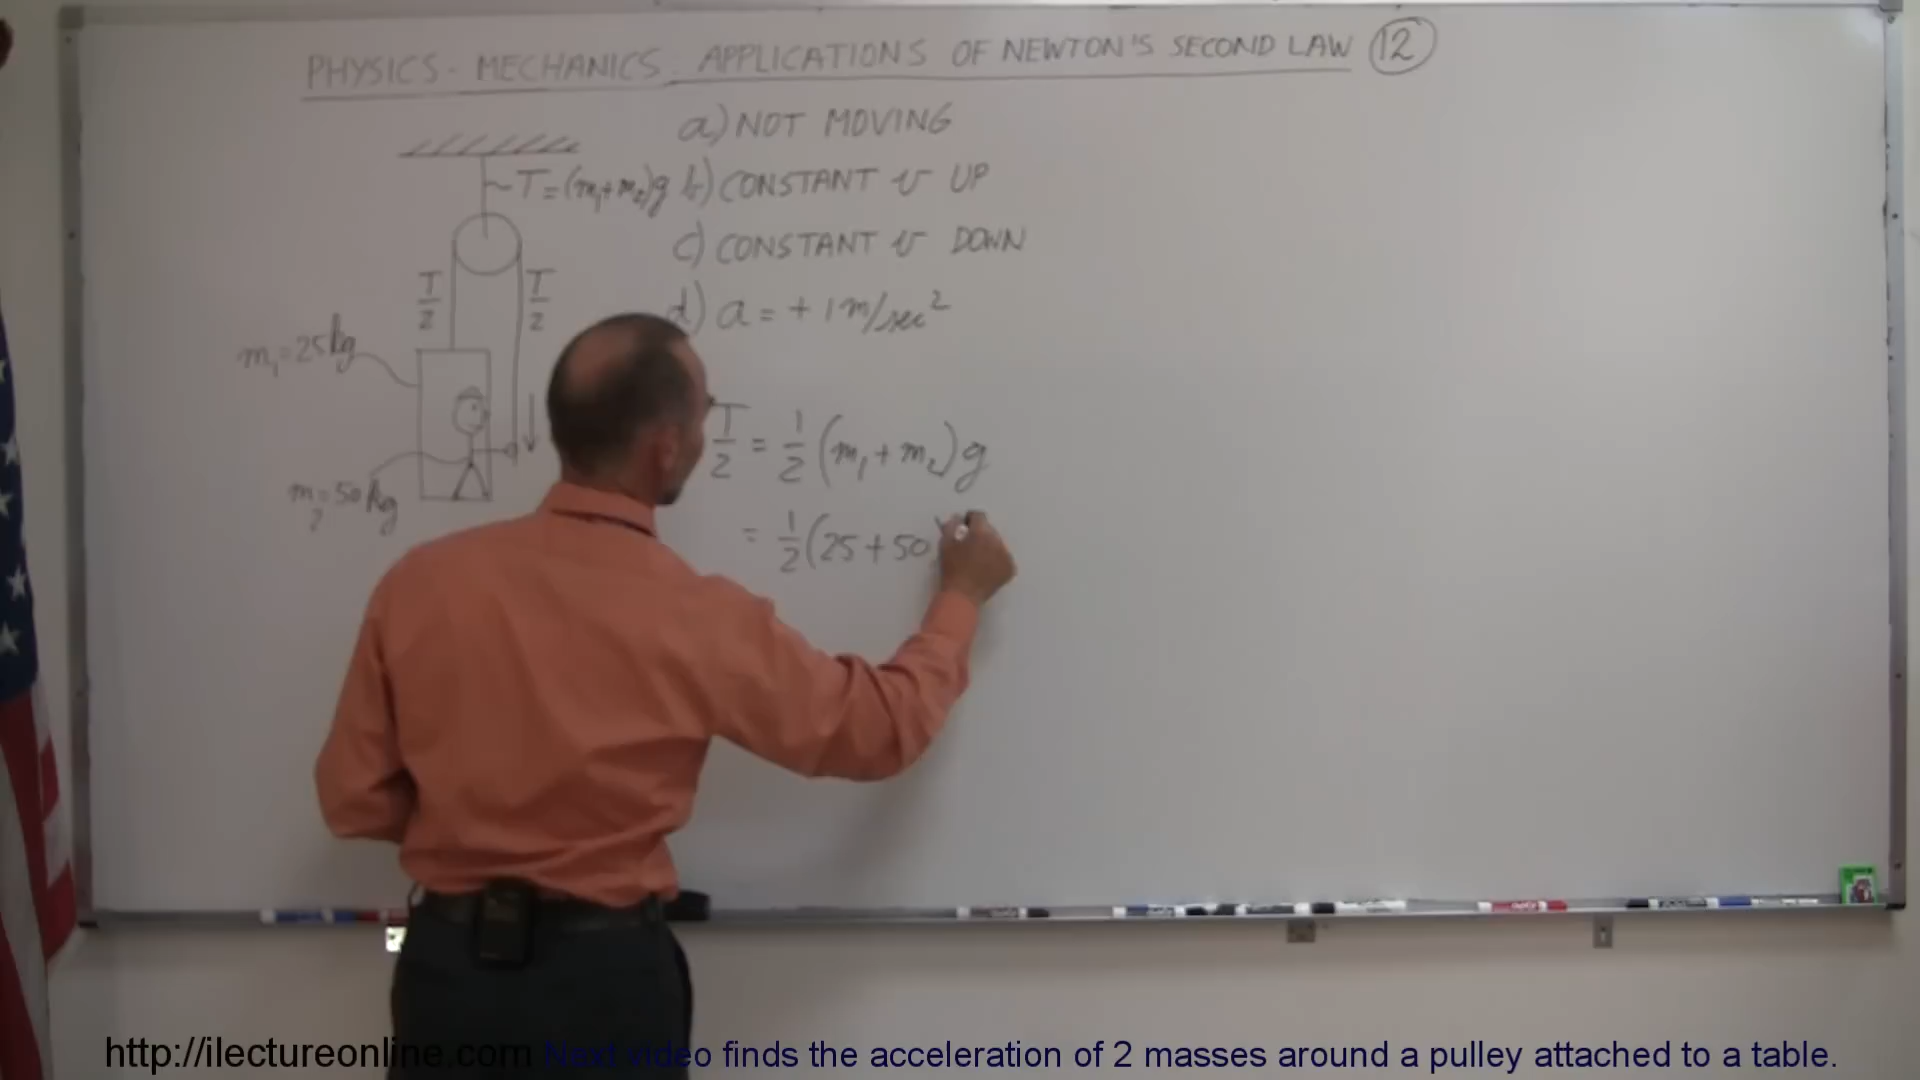 PHYSICS - MECHANICS: APPLICATIONS OF NEWTON'S SECOND LAW 12
a) NOT MOVING
T = (m₁+m₂)g
b) CONSTANT v UP
c) CONSTANT v DOWN
T/2
T/2
d) a = + 1 m/sec²
m₁ = 25 kg
T/2 = 1/2 (m₁ + m₂) g
m₂ = 50 kg
= 1/2 (25 + 50
http://ilectureonline.com Next video finds the acceleration of 2 masses around a pulley attached to a table.